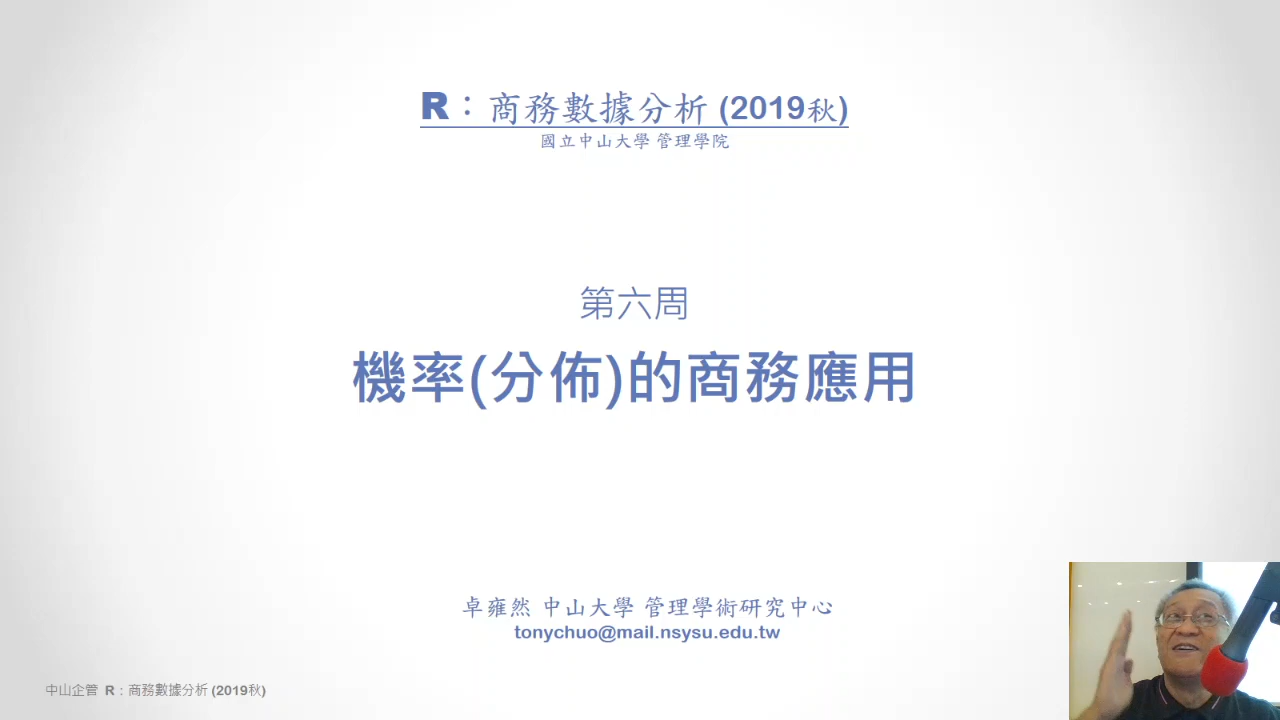 R：商務數據分析 (2019秋)
國立中山大學 管理學院
第六周
機率(分佈)的商務應用
卓雍然 中山大學 管理學術研究中心
tonychuo@mail.nsysu.edu.tw
中山企管 R：商務數據分析 (2019秋)